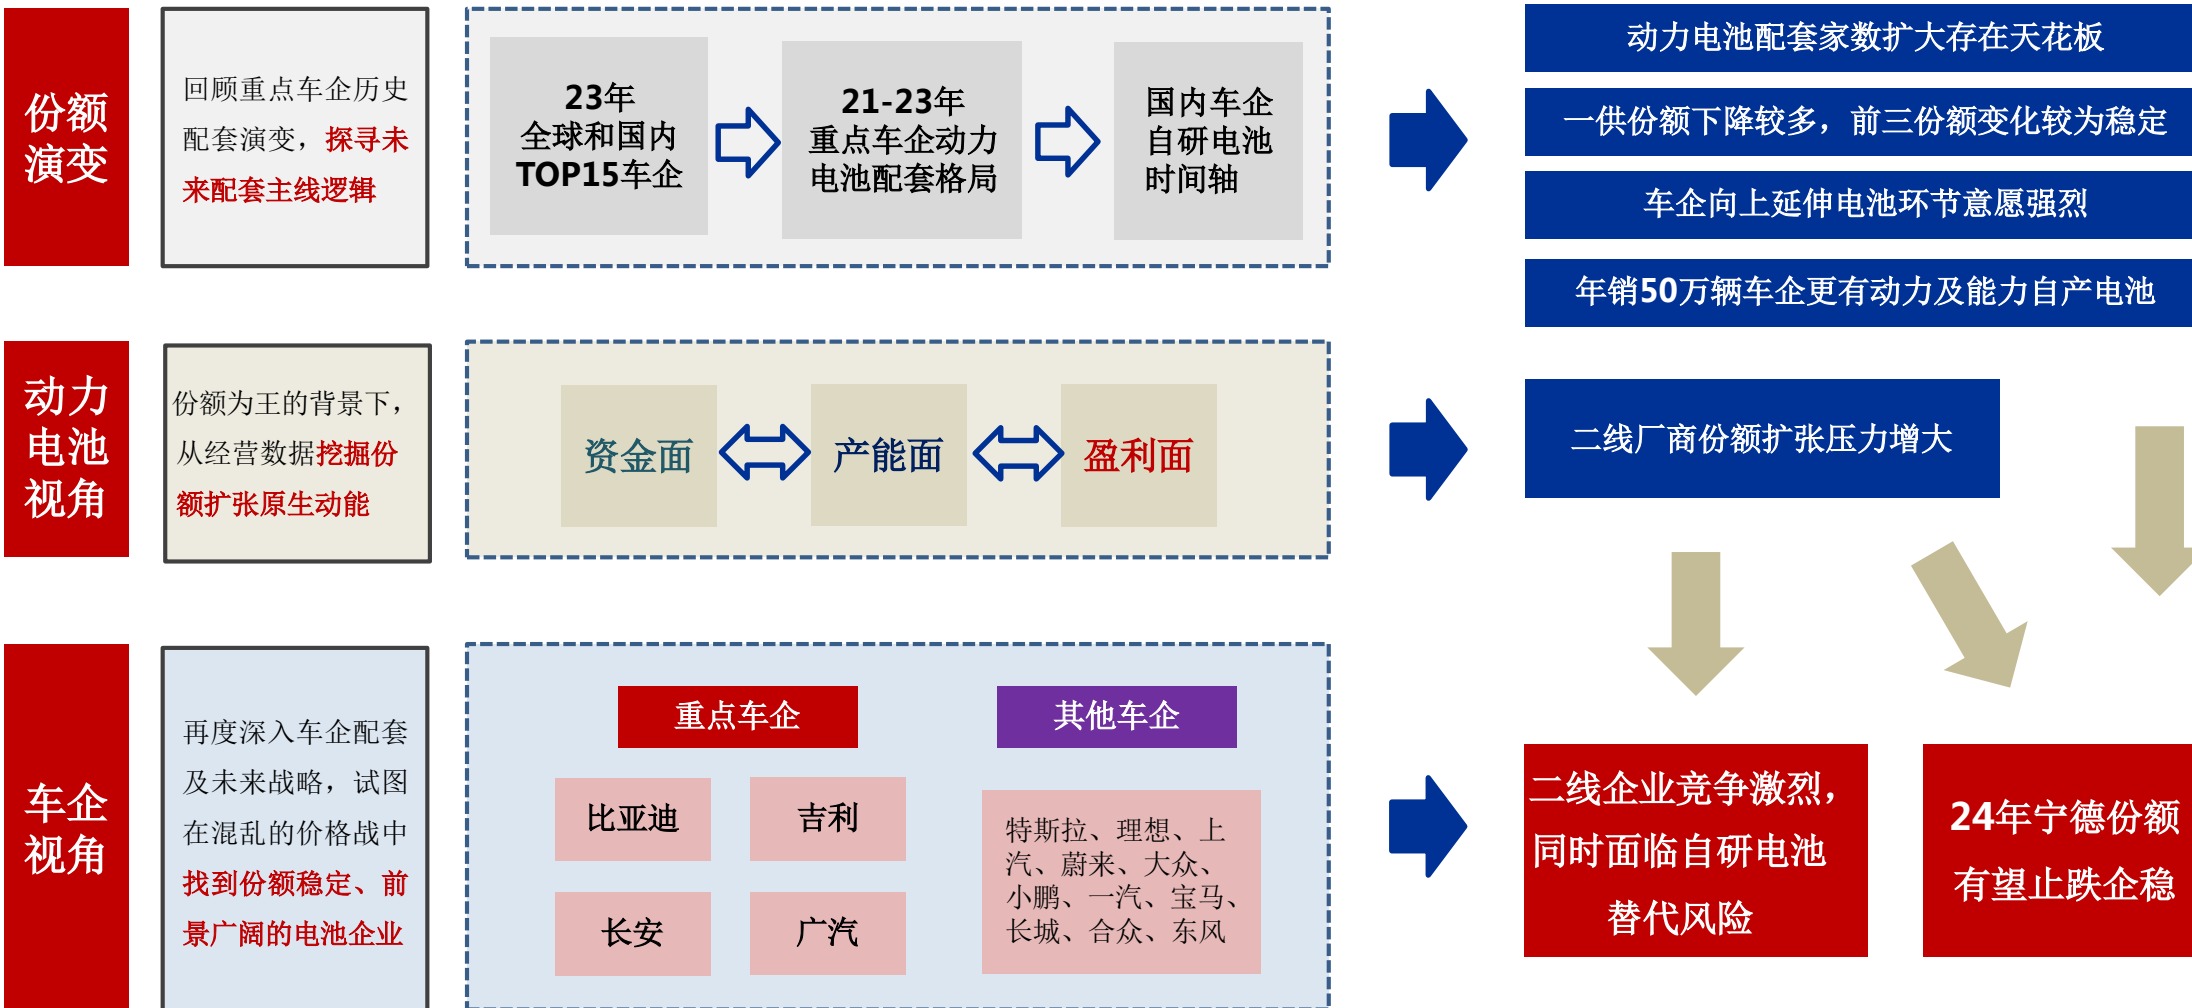 份额
演变
回顾重点车企历史
配套演变，探寻未
来配套主线逻辑
23年
全球和国内
TOP15车企
21-23年
重点车企动力
电池配套格局
国内车企
自研电池
时间轴
动力电池配套家数扩大存在天花板
一供份额下降较多，前三份额变化较为稳定
车企向上延伸电池环节意愿强烈
年销50万辆车企更有动力及能力自产电池
动力
电池
视角
份额为王的背景下，
从经营数据挖掘份
额扩张原生动能
资金面
产能面
盈利面
二线厂商份额扩张压力增大
车企
视角
再度深入车企配套
及未来战略，试图
在混乱的价格战中
找到份额稳定、前
景广阔的电池企业
重点车企
比亚迪
吉利
长安
广汽
其他车企
特斯拉、理想、上
汽、蔚来、大众、
小鹏、一汽、宝马、
长城、合众、东风
二线企业竞争激烈，
同时面临自研电池
替代风险
24年宁德份额
有望止跌企稳